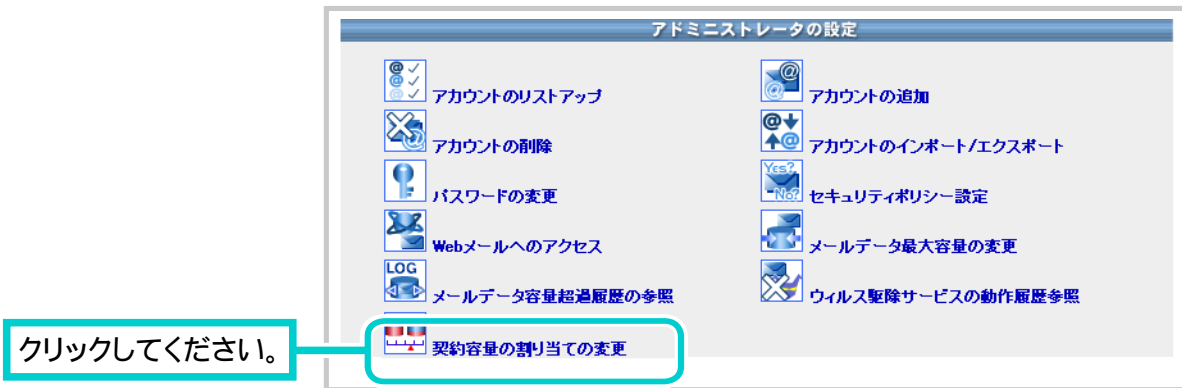 アドミニストレータの設定
@
@
@
アカウントのリストアップ
@
@
アカウントの追加
@
アカウントの削除
@
@
アカウントのインポート/エクスポート
パスワードの変更
Yes?
No?
セキュリティポリシー設定
Webメールへのアクセス
メールデータ最大容量の変更
LOG
メールデータ容量超過履歴の参照
ウィルス駆除サービスの動作履歴参照
クリックしてください。
契約容量の割り当ての変更